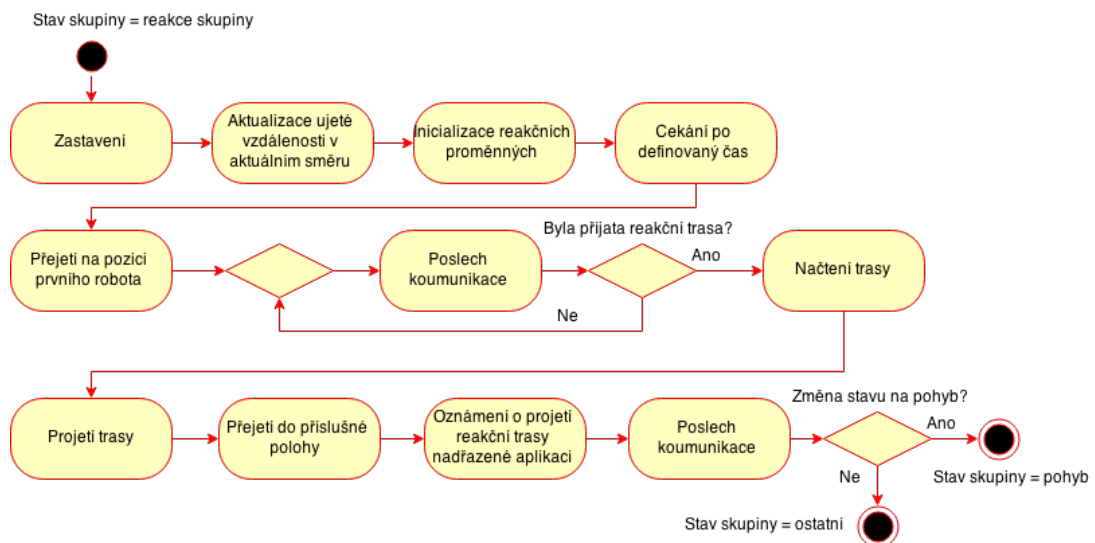 Stav skupiny = reakce skupiny
Zastavení
Aktualizace ujeté
vzdálenosti v
aktuálním směru
Inicializace reakčních
proměnných
Cekání po
definovaný čas
Přejetí na pozici
prvního robota
Poslech
koumunikace
Byla přijata reakční trasa?
Ano
Ne
Načtení trasy
Projetí trasy
Přejetí do příslušné
polohy
Oznámení o projetí
reakční trasy
nadřazené aplikaci
Poslech
koumunikace
Změna stavu na pohyb?
Ano
Ne
Stav skupiny = pohyb
Stav skupiny = ostatní